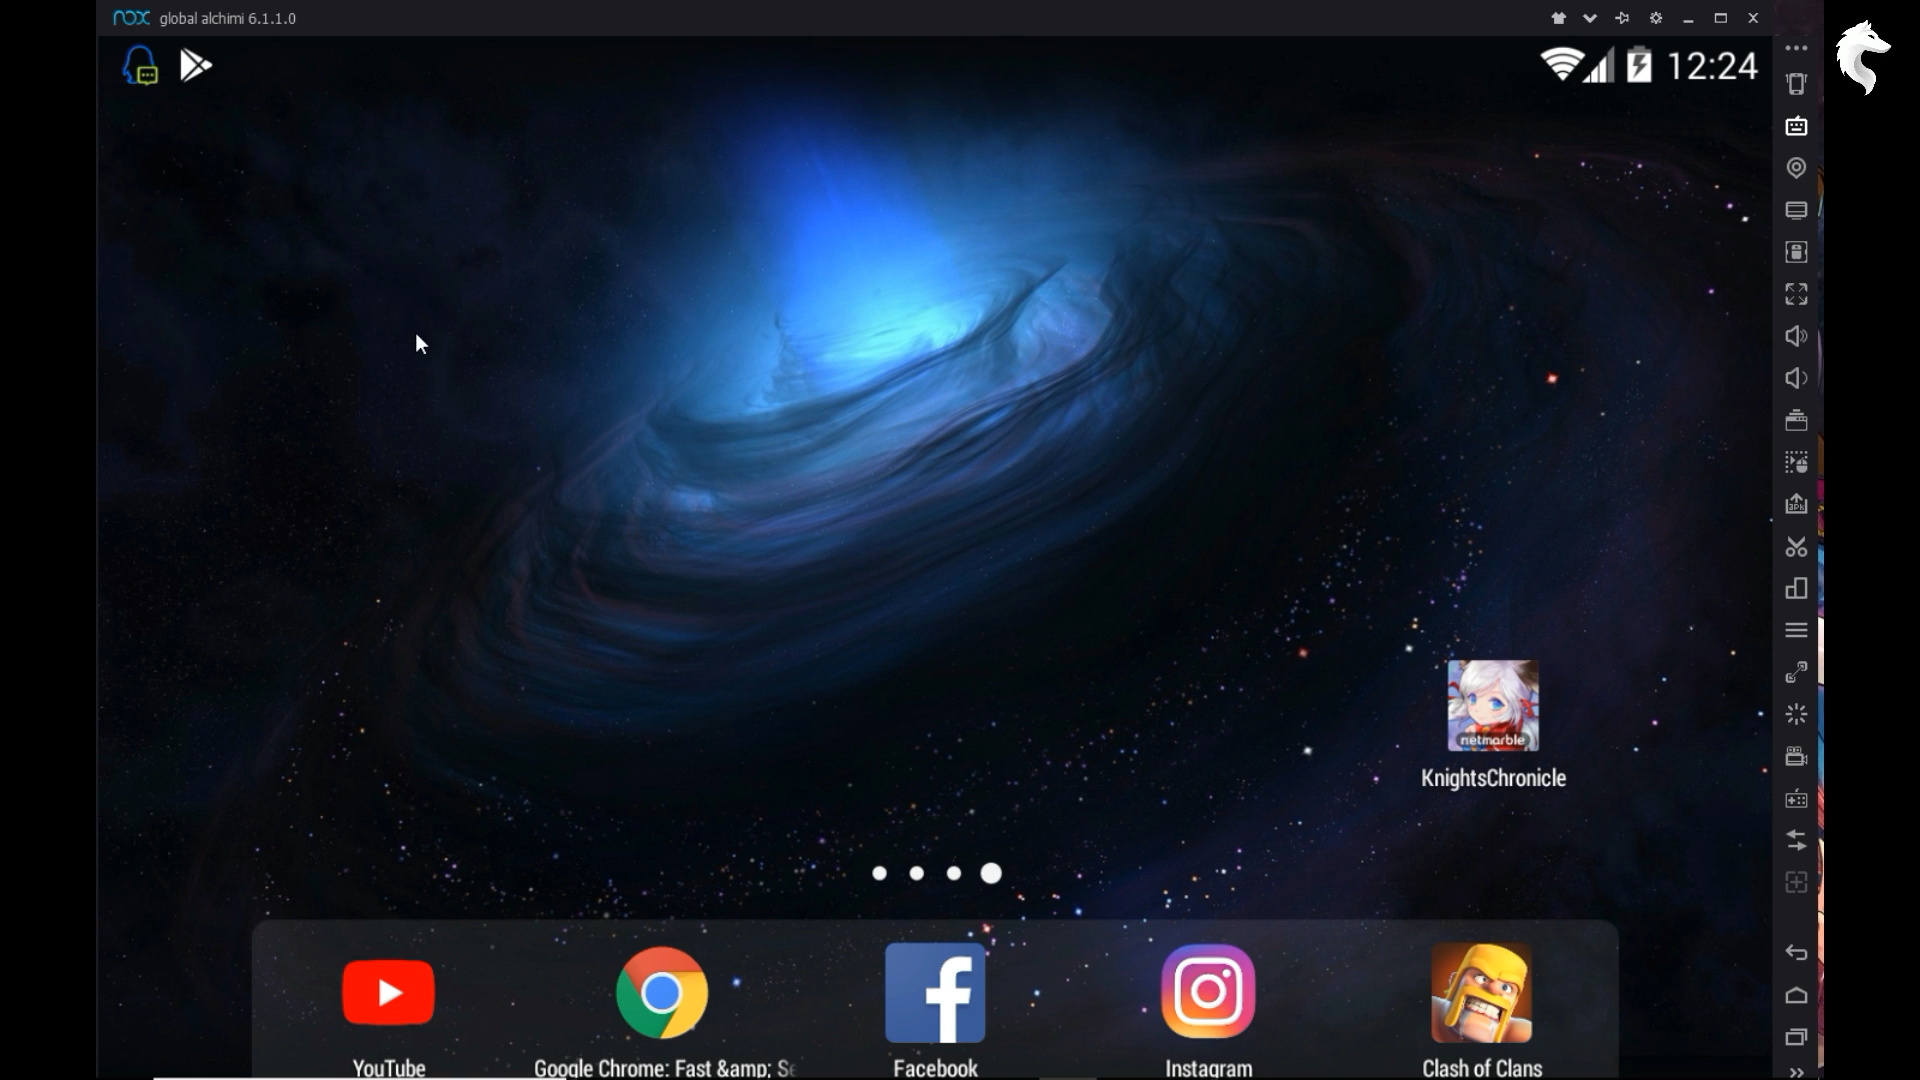 nox global alchimi 6.1.1.0
12:24
netmarble
KnightsChronicle
YouTube
Google Chrome: Fast &amp; Se
Facebook
Instagram
Clash of Clans